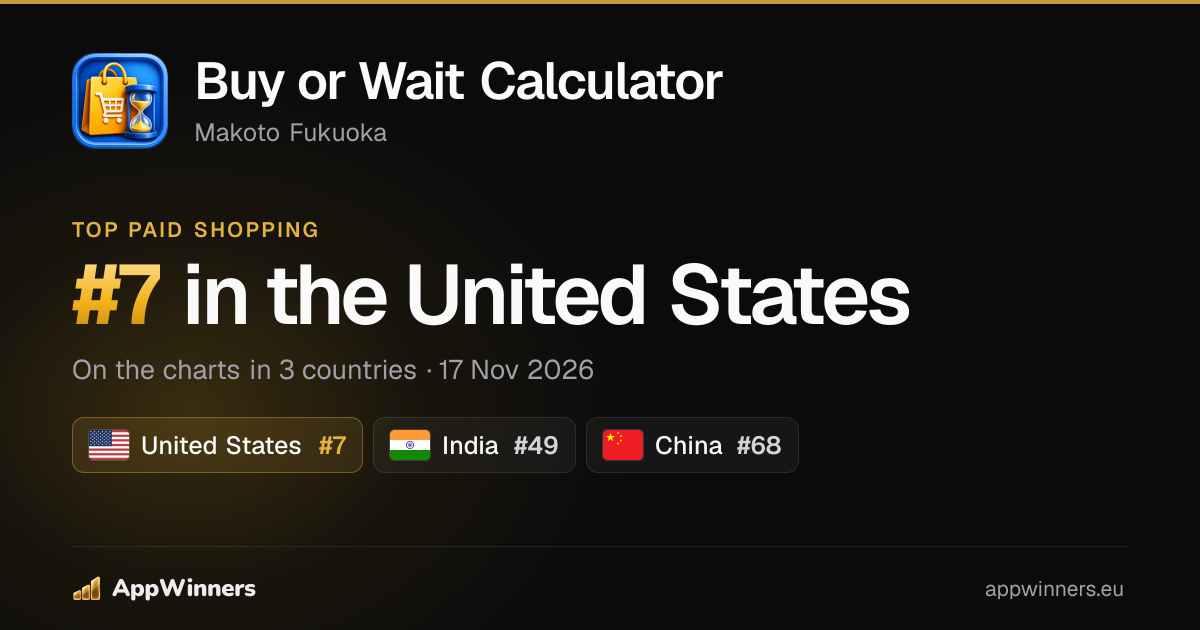 Buy or Wait Calculator
Makoto Fukuoka
TOP PAID SHOPPING
#7 in the United States
On the charts in 3 countries · 17 Nov 2026
United States #7 India #49 China #68
AppWinners appwinners.eu